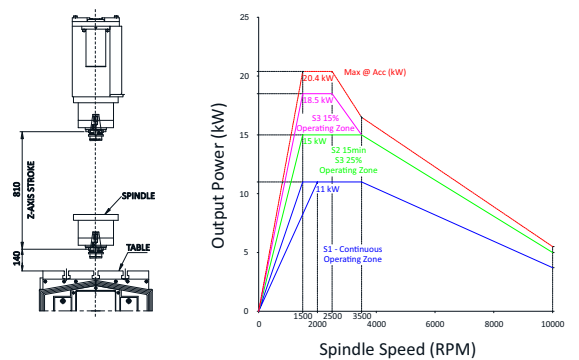 810
Z-AXIS STROKE
140
SPINDLE
TABLE
Output Power (kW)
25
20
15
10
5
0
Max @ Acc (kW)
20.4 kW
18.5 kW
S3 15%
Operating Zone
15 kW
S2 15min
S3 25%
Operating Zone
11 kW
S1 - Continuous
Operating Zone
1500
2500
3500
0
2000
4000
6000
8000
10000
Spindle Speed (RPM)